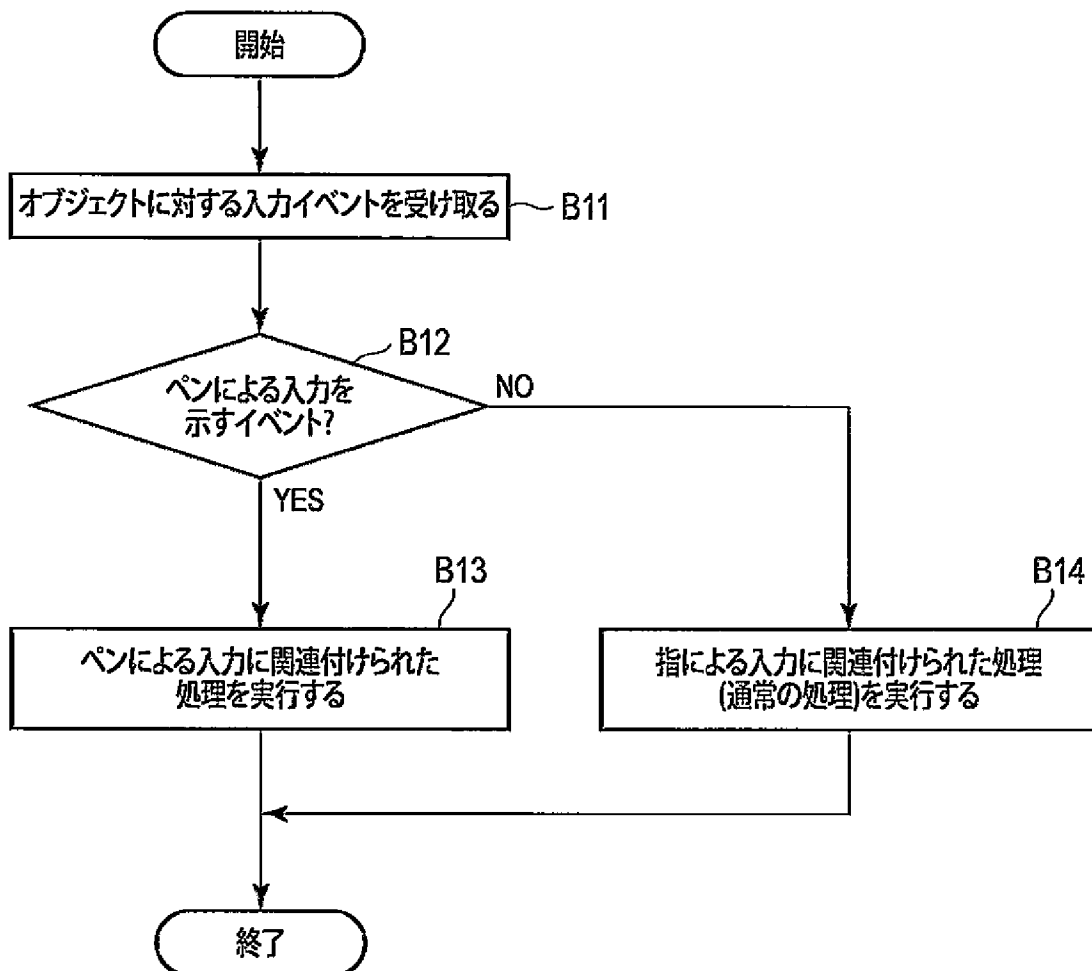 開始
オブジェクトに対する入力イベントを受け取る
B11
B12
ペンによる入力を
示すイベント?
NO
YES
B13
ペンによる入力に関連付けられた
処理を実行する
B14
指による入力に関連付けられた処理
(通常の処理)を実行する
終了